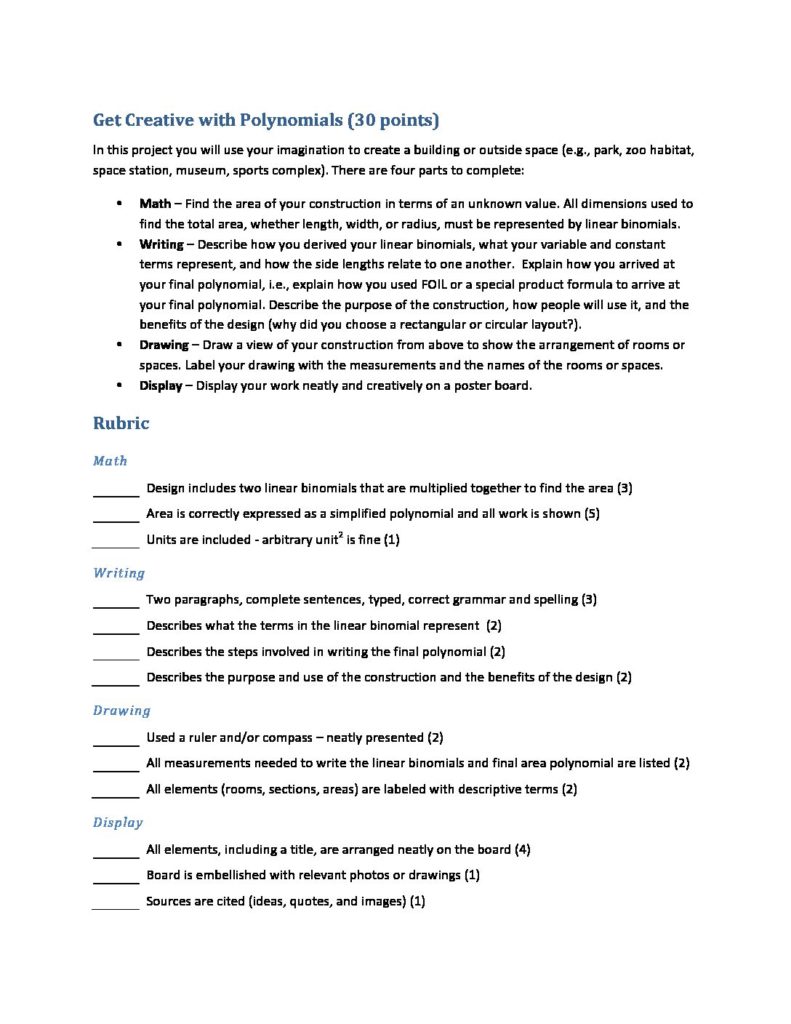 Get Creative with Polynomials (30 points)
In this project you will use your imagination to create a building or outside space (e.g., park, zoo habitat,
space station, museum, sports complex). There are four parts to complete:
• Math – Find the area of your construction in terms of an unknown value. All dimensions used to
find the total area, whether length, width, or radius, must be represented by linear binomials.
• Writing – Describe how you derived your linear binomials, what your variable and constant
terms represent, and how the side lengths relate to one another. Explain how you arrived at
your final polynomial, i.e., explain how you used FOIL or a special product formula to arrive at
your final polynomial. Describe the purpose of the construction, how people will use it, and the
benefits of the design (why did you choose a rectangular or circular layout?).
• Drawing – Draw a view of your construction from above to show the arrangement of rooms or
spaces. Label your drawing with the measurements and the names of the rooms or spaces.
• Display – Display your work neatly and creatively on a poster board.
Rubric
Math
______ Design includes two linear binomials that are multiplied together to find the area (3)
______ Area is correctly expressed as a simplified polynomial and all work is shown (5)
______ Units are included - arbitrary unit² is fine (1)
Writing
______ Two paragraphs, complete sentences, typed, correct grammar and spelling (3)
______ Describes what the terms in the linear binomial represent (2)
______ Describes the steps involved in writing the final polynomial (2)
______ Describes the purpose and use of the construction and the benefits of the design (2)
Drawing
______ Used a ruler and/or compass – neatly presented (2)
______ All measurements needed to write the linear binomials and final area polynomial are listed (2)
______ All elements (rooms, sections, areas) are labeled with descriptive terms (2)
Display
______ All elements, including a title, are arranged neatly on the board (4)
______ Board is embellished with relevant photos or drawings (1)
______ Sources are cited (ideas, quotes, and images) (1)